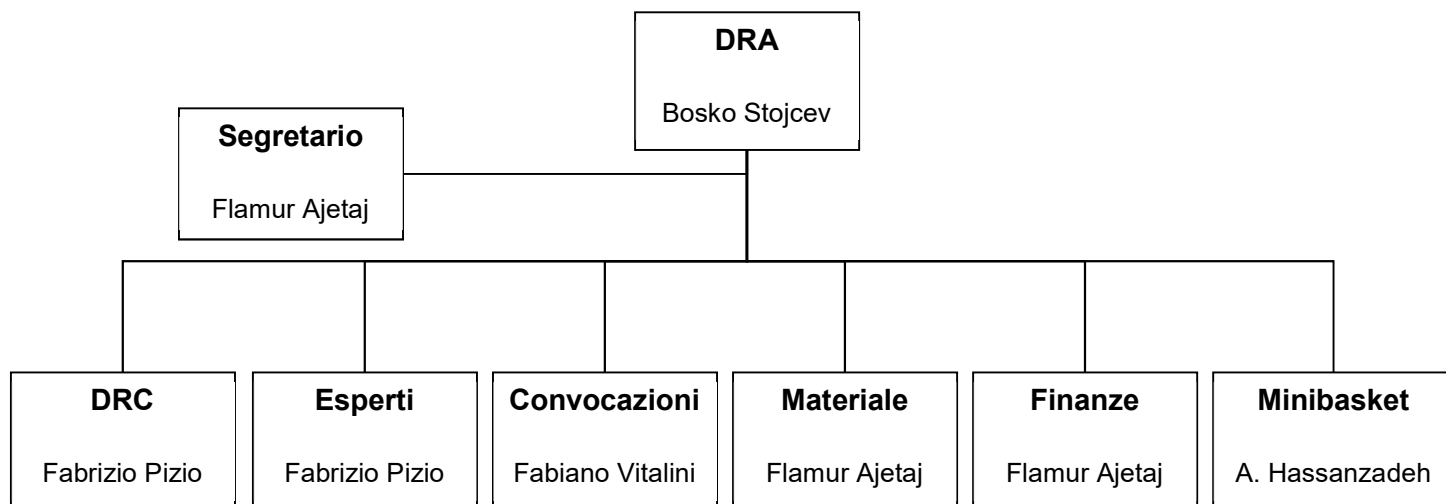 DRA
Bosko Stojcev
Segretario
Flamur Ajetaj
DRC
Fabrizio Pizio
Esperti
Fabrizio Pizio
Convocazioni
Fabiano Vitalini
Materiale
Flamur Ajetaj
Finanze
Flamur Ajetaj
Minibasket
A. Hassanzadeh